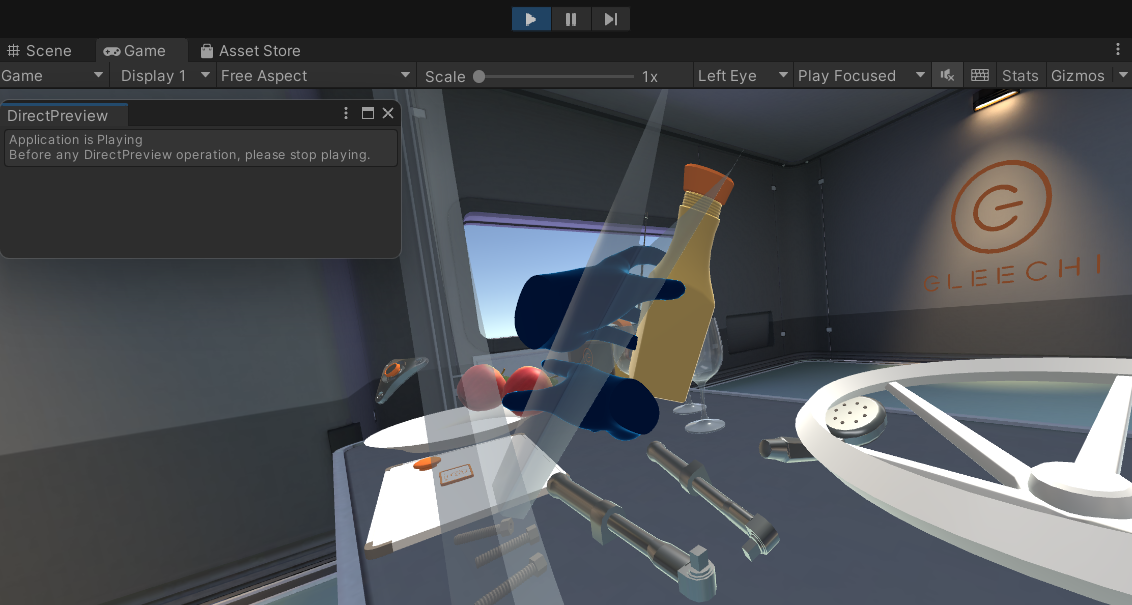 Scene
Game
Asset Store
Game
Display 1
Free Aspect
Scale
1x
Left Eye
Play Focused
Stats
Gizmos
DirectPreview
Application is Playing
Before any DirectPreview operation, please stop playing.
GLEECHI